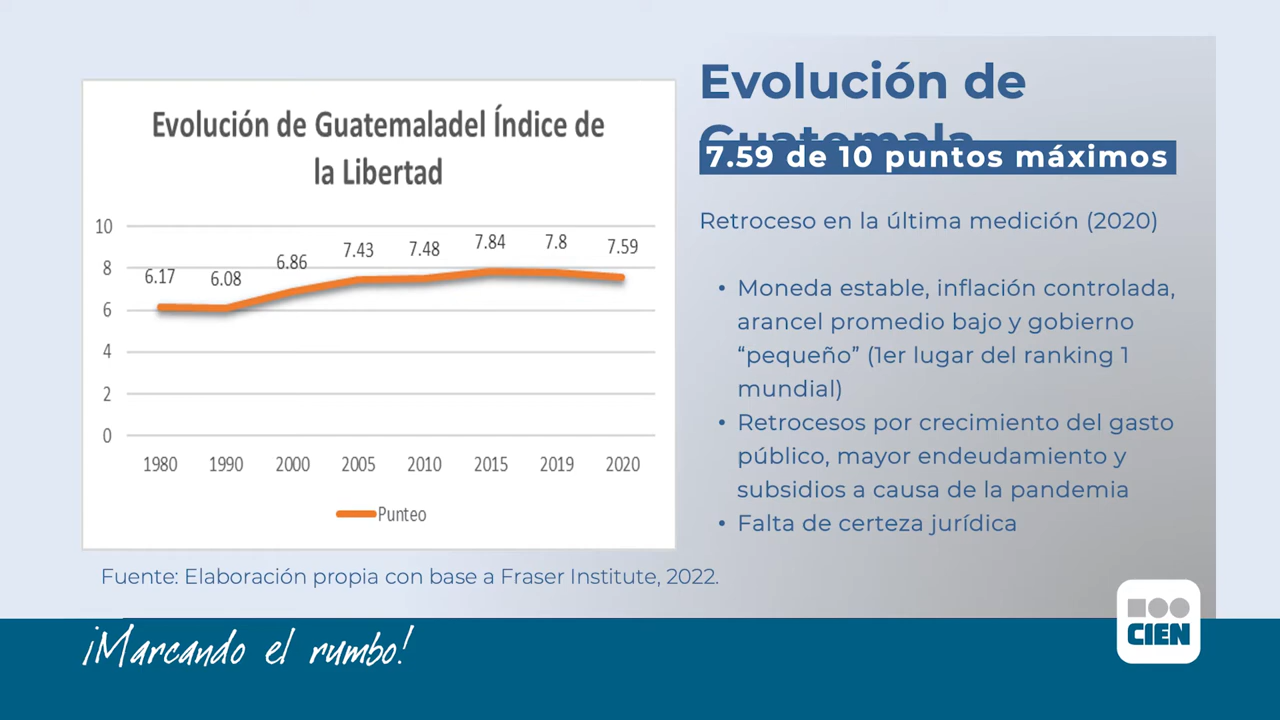 Evolución de Guatemaladel Índice de
la Libertad
10
8
6
4
2
0
6.17
6.08
6.86
7.43
7.48
7.84
7.8
7.59
1980
1990
2000
2005
2010
2015
2019
2020
Punteo
Fuente: Elaboración propia con base a Fraser Institute, 2022.
Evolución de
Guatemala
7.59 de 10 puntos máximos
Retroceso en la última medición (2020)
• Moneda estable, inflación controlada,
arancel promedio bajo y gobierno
“pequeño” (1er lugar del ranking 1
mundial)
• Retrocesos por crecimiento del gasto
público, mayor endeudamiento y
subsidios a causa de la pandemia
• Falta de certeza jurídica
¡Marcando el rumbo!
CIEN